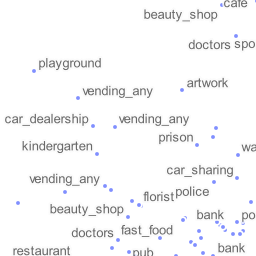 cafe
beauty_shop
doctors
spo
playground
artwork
vending_any
car_dealership
vending_any
prison
kindergarten
wa
car_sharing
vending_any
police
florist
beauty_shop
bank
po
doctors
fast_food
restaurant
pub
bank